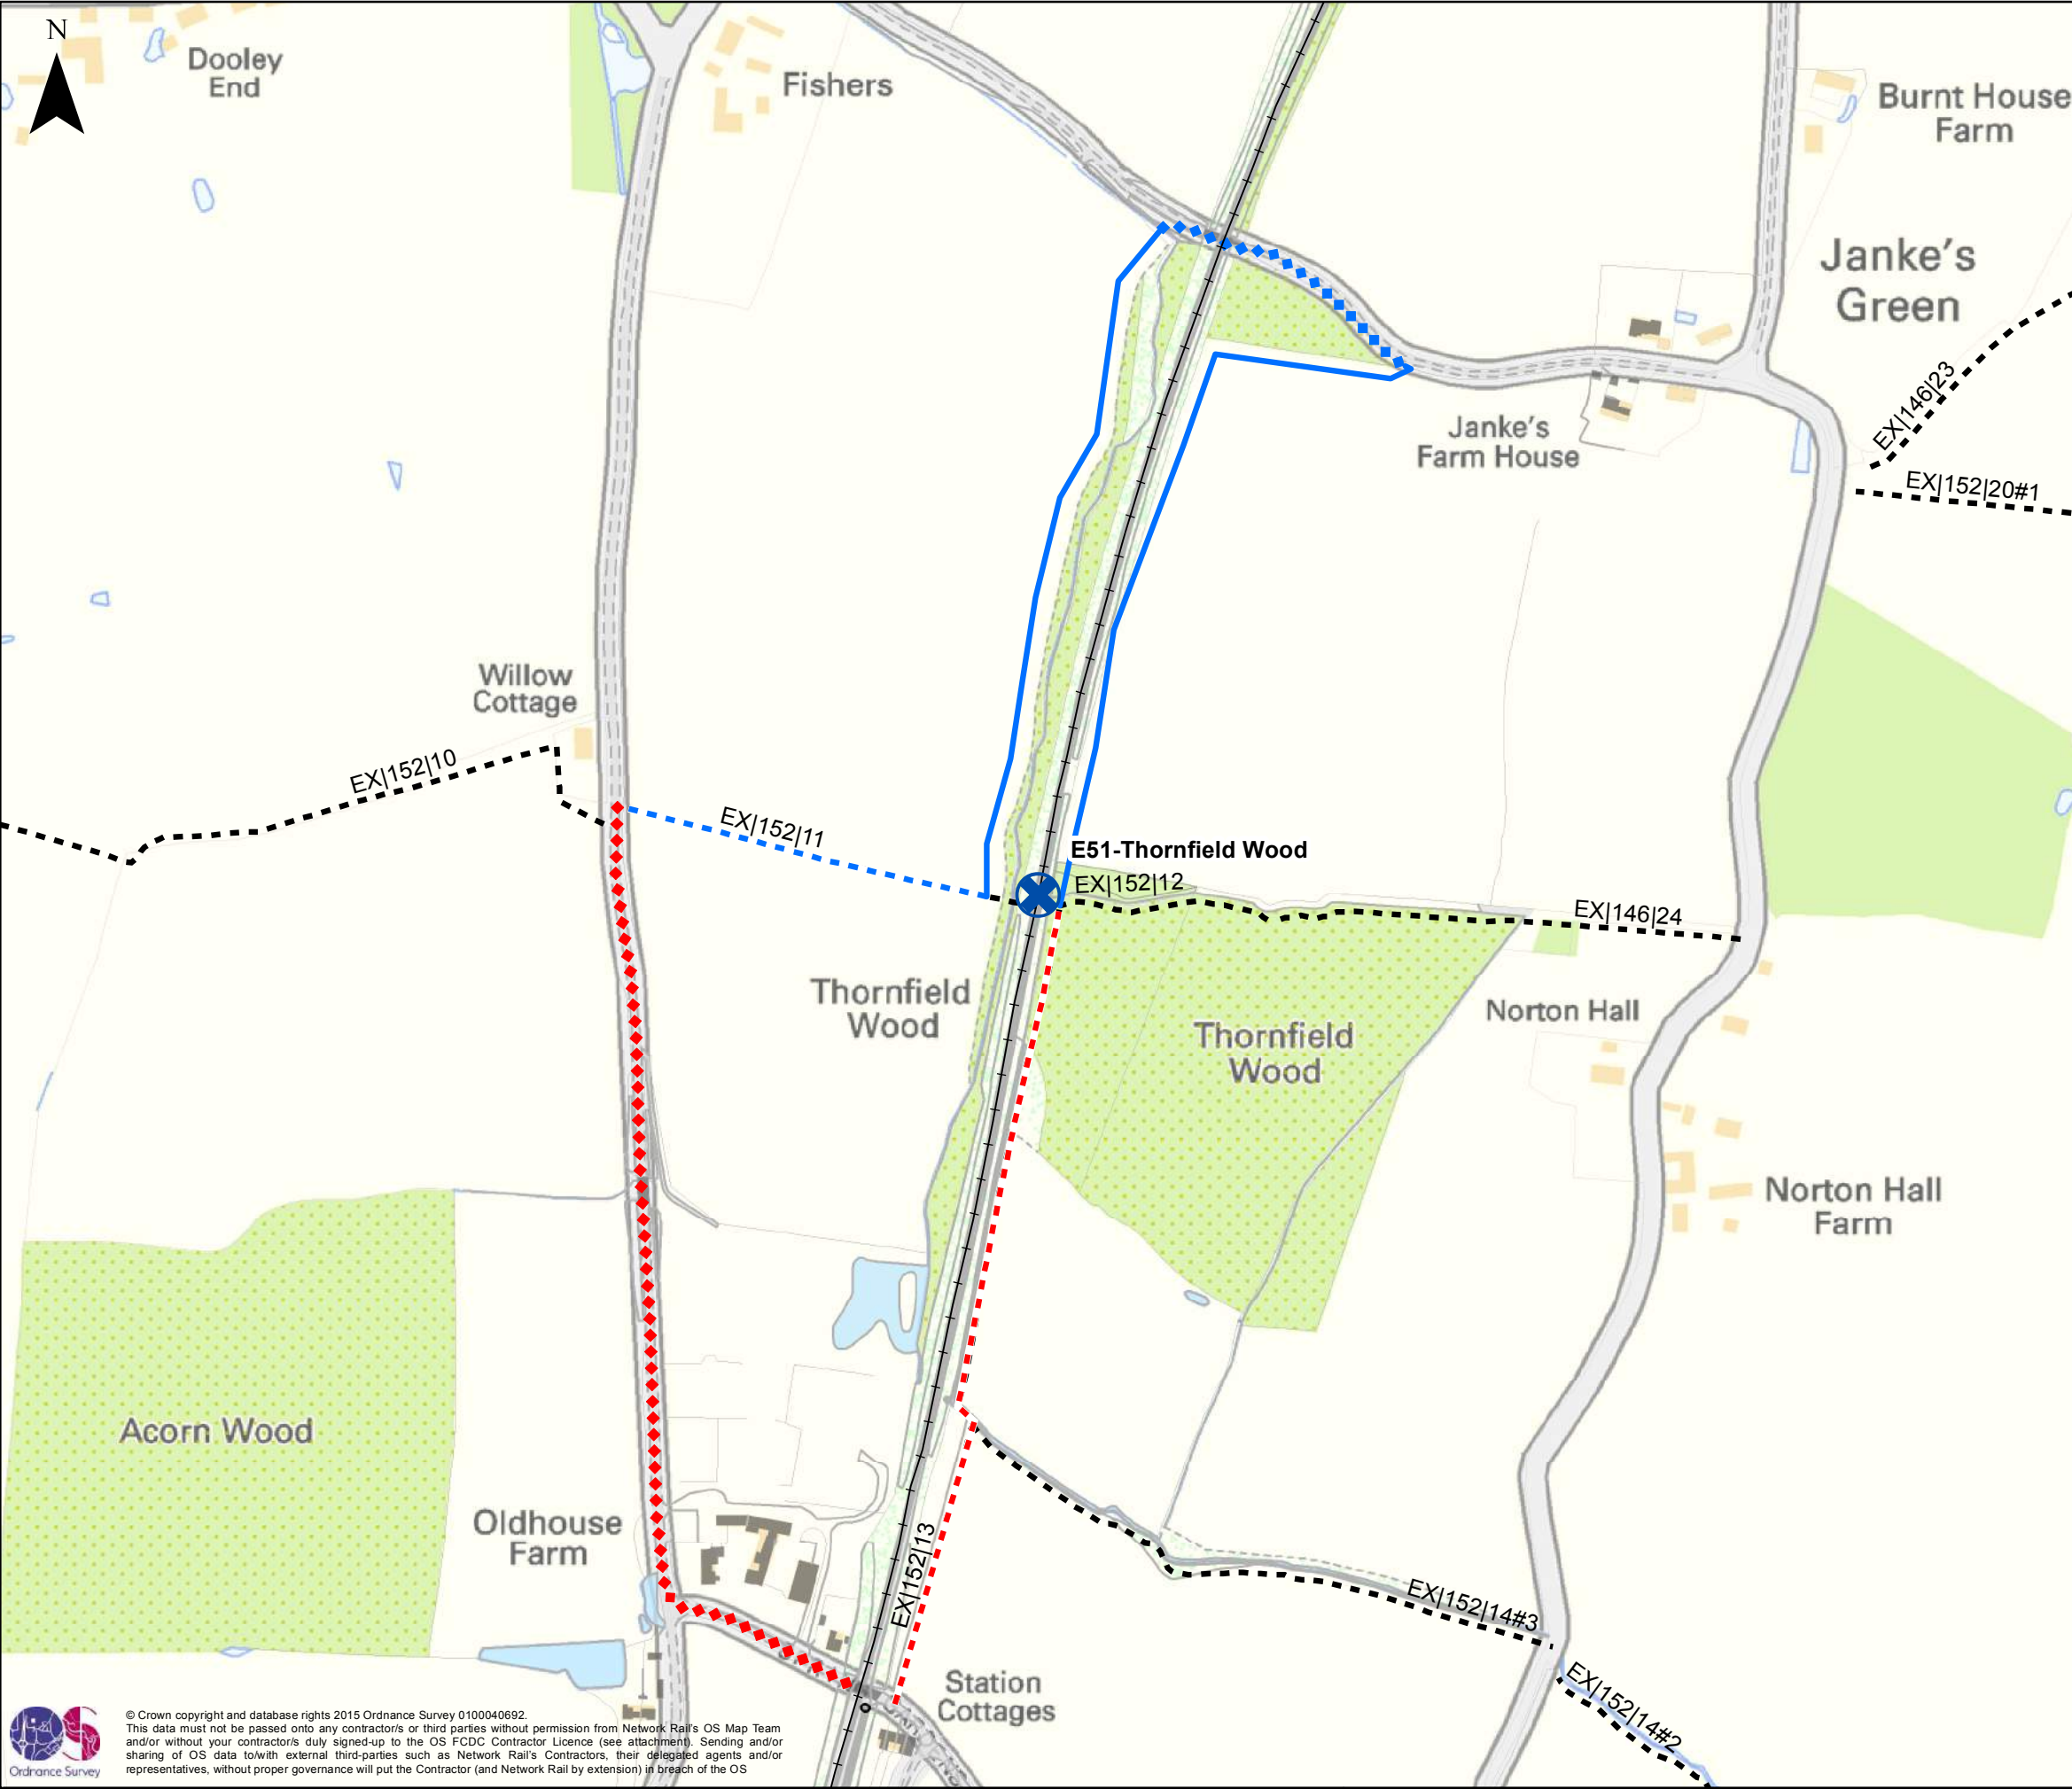 N
Dooley
End
Fishers
Burnt House
Farm
Janke's
Green
EX|146|23
Janke's
Farm House
EX|152|20#1
Willow
Cottage
EX|152|10
EX|152|11
E51-Thornfield Wood
EX|152|12
EX|146|24
Thornfield
Wood
Thornfield
Wood
Norton Hall
Norton Hall
Farm
Acorn Wood
Oldhouse
Farm
EX|152|13
EX|152|14#3
Station
Cottages
EX|152|14#2
OS
Ordnance Survey
© Crown copyright and database rights 2015 Ordnance Survey 0100040692.
This data must not be passed onto any contractor/s or third parties without permission from Network Rail's OS Map Team
and/or without your contractor/s duly signed-up to the OS FCDC Contractor Licence (see attachment). Sending and/or
sharing of OS data to/with external third-parties such as Network Rail's Contractors, their delegated agents and/or
representatives, without proper governance will put the Contractor (and Network Rail by extension) in breach of the OS